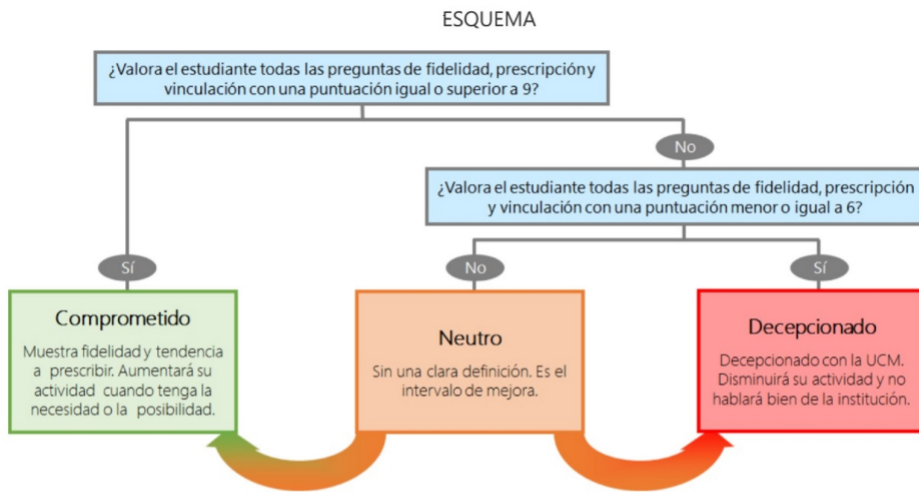 ESQUEMA
¿Valora el estudiante todas las preguntas de fidelidad, prescripción y
vinculación con una puntuación igual o superior a 9?
No
¿Valora el estudiante todas las preguntas de fidelidad, prescripción
y vinculación con una puntuación menor o igual a 6?
Sí
No
Sí
Comprometido
Muestra fidelidad y tendencia
a prescribir. Aumentará su
actividad cuando tenga la
necesidad o la posibilidad.
Neutro
Sin una clara definición. Es el
intervalo de mejora.
Decepcionado
Decepcionado con la UCM.
Disminuirá su actividad y no
hablará bien de la institución.